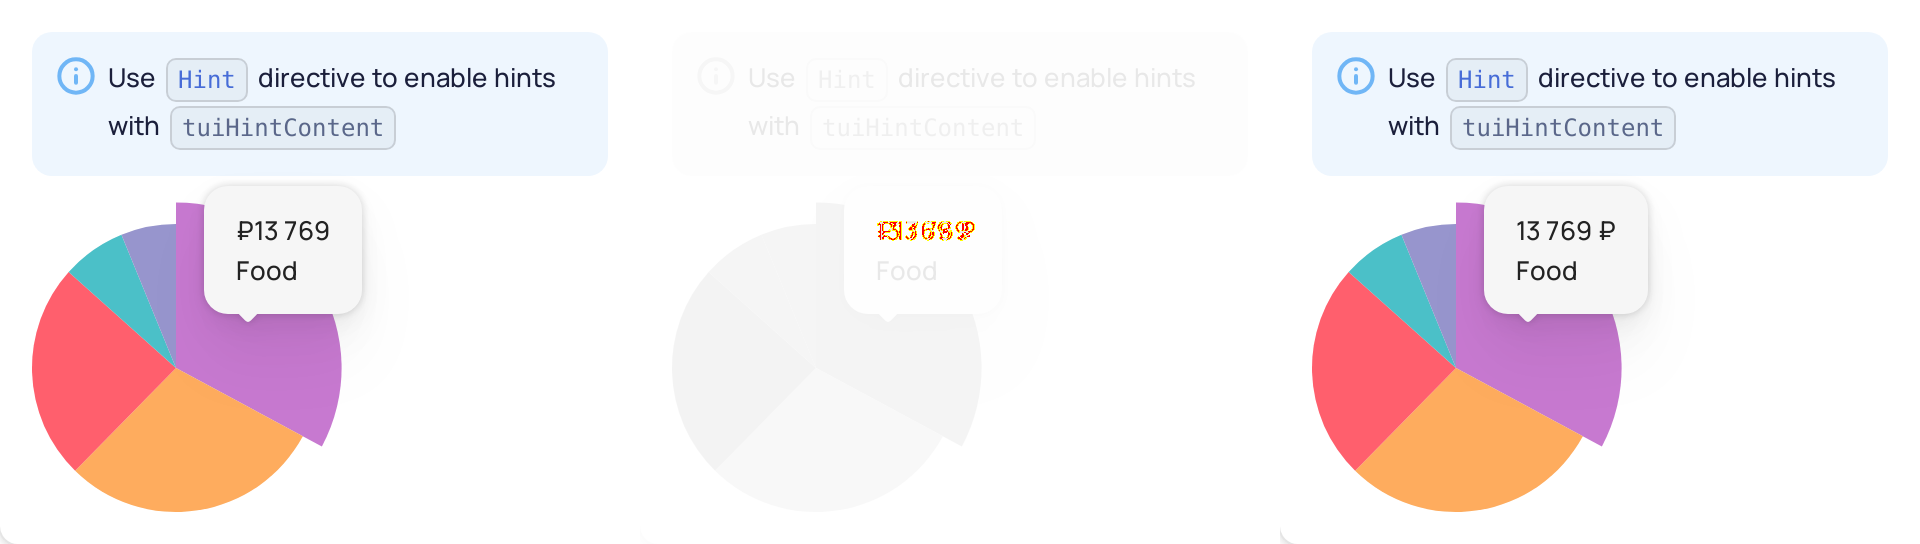 Use Hint directive to enable hints
with tuiHintContent
₽13 769
Food
Use Hint directive to enable hints
with tuiHintContent
Food
Use Hint directive to enable hints
with tuiHintContent
13 769 ₽
Food